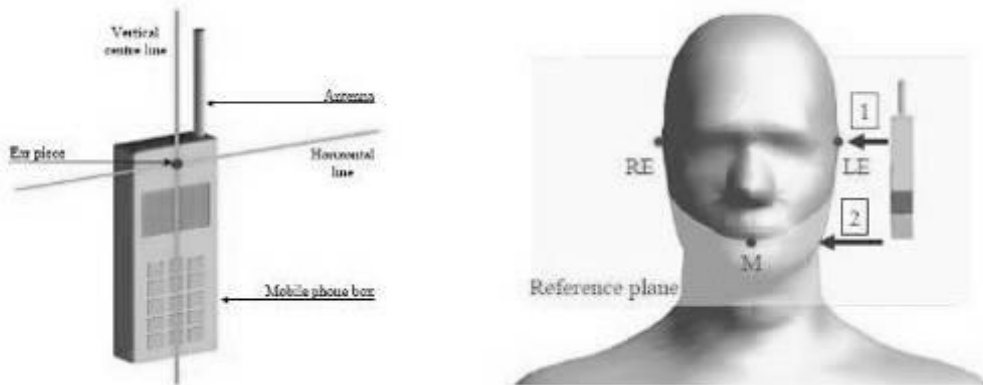 Vertical
centre line
Antenna
Ear piece
Horizontal
line
Mobile phone box
1
RE
LE
2
M
Reference plane